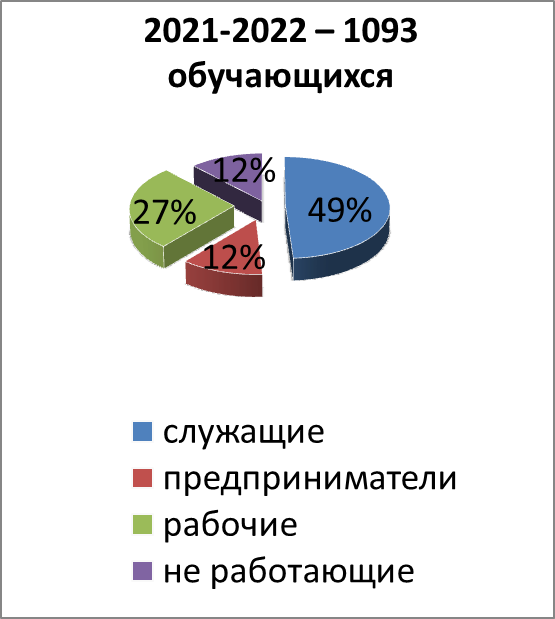 2021-2022 – 1093
обучающихся
12%
49%
27%
12%
служащие
предприниматели
рабочие
не работающие